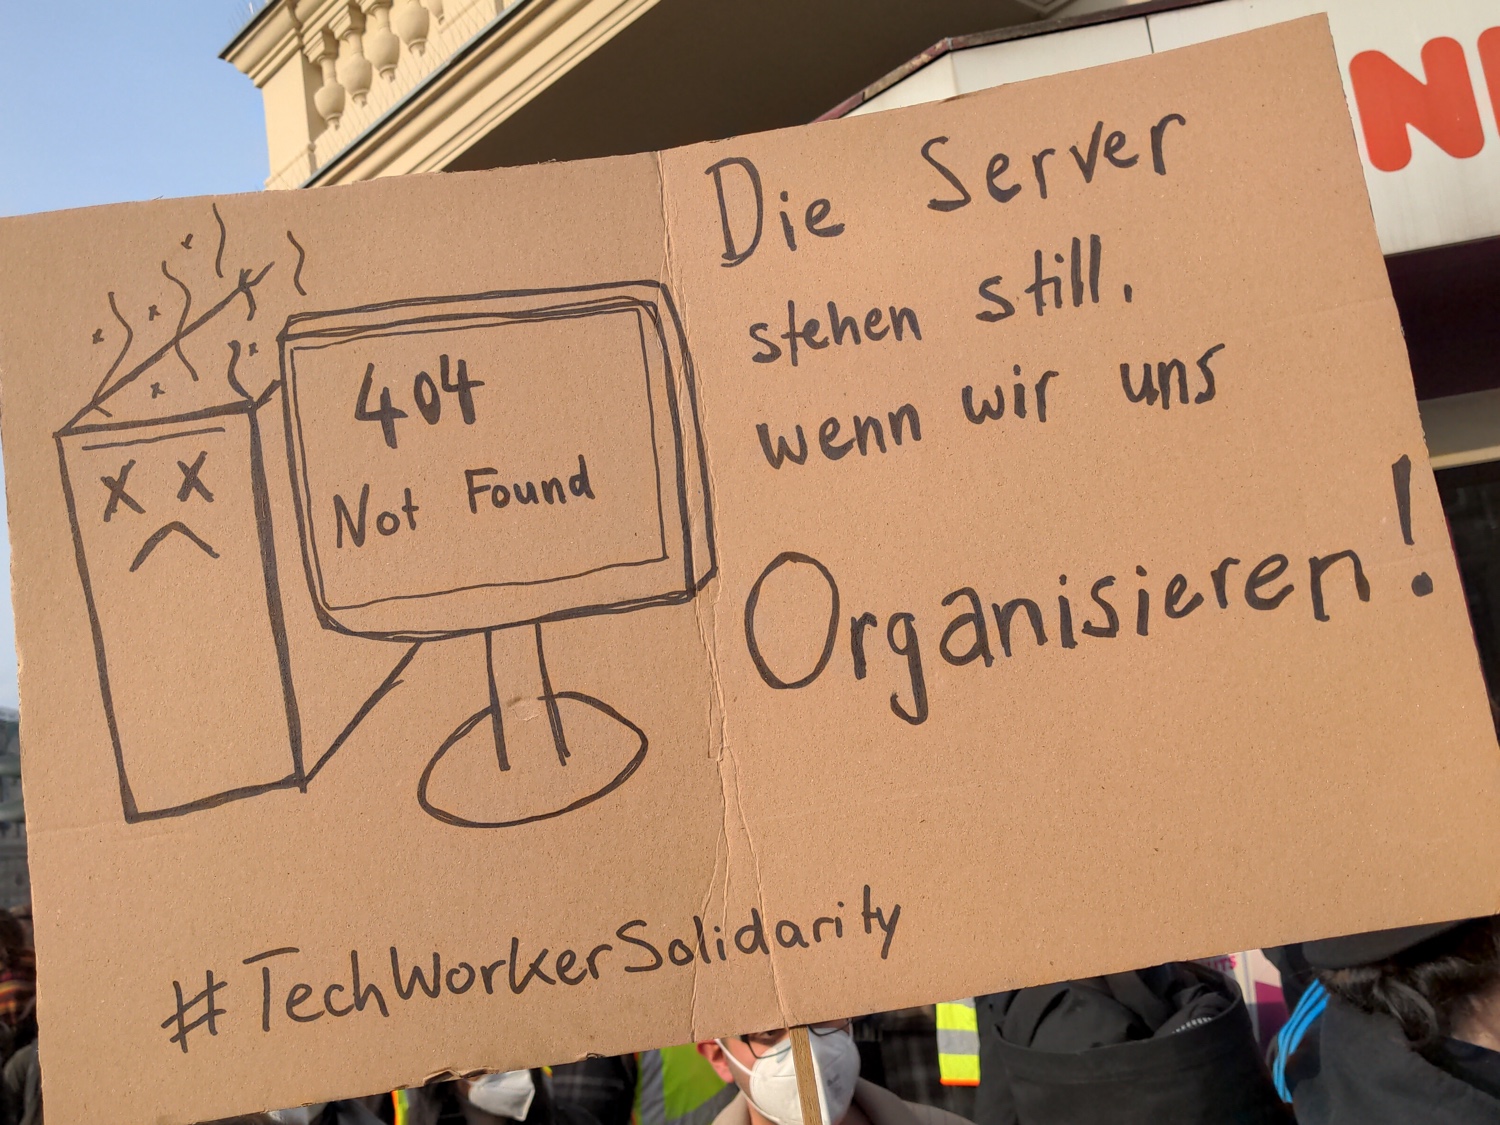 404
Not Found
Die Server
stehen still,
wenn wir uns
Organisieren!
#TechWorkerSolidarity